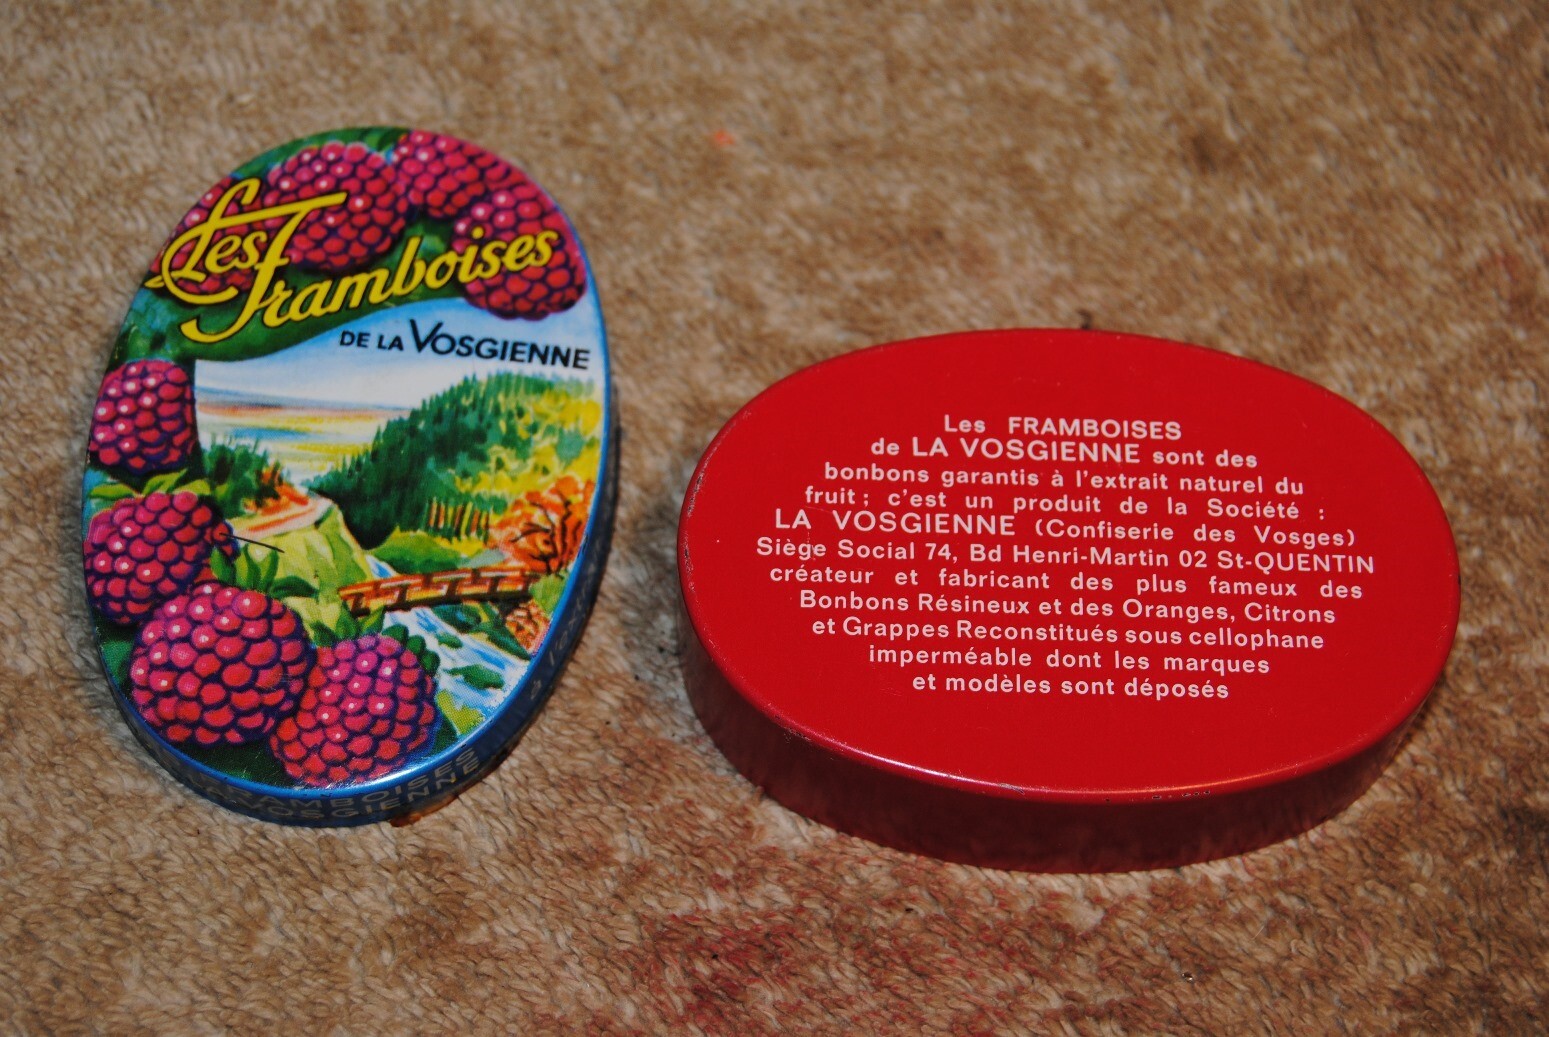 Les Framboises
DE LA VOSGIENNE
FRAMBOISES
VOSGIENNE
Les FRAMBOISES
de LA VOSGIENNE sont des
bonbons garantis à l'extrait naturel du
fruit : c'est un produit de la Société :
LA VOSGIENNE (Confiserie des Vosges)
Siège Social 74, Bd Henri-Martin 02 St-QUENTIN
créateur et fabricant des plus fameux des
Bonbons Résineux et des Oranges, Citrons
et Grappes Reconstitués sous cellophane
imperméable dont les marques
et modèles sont déposés